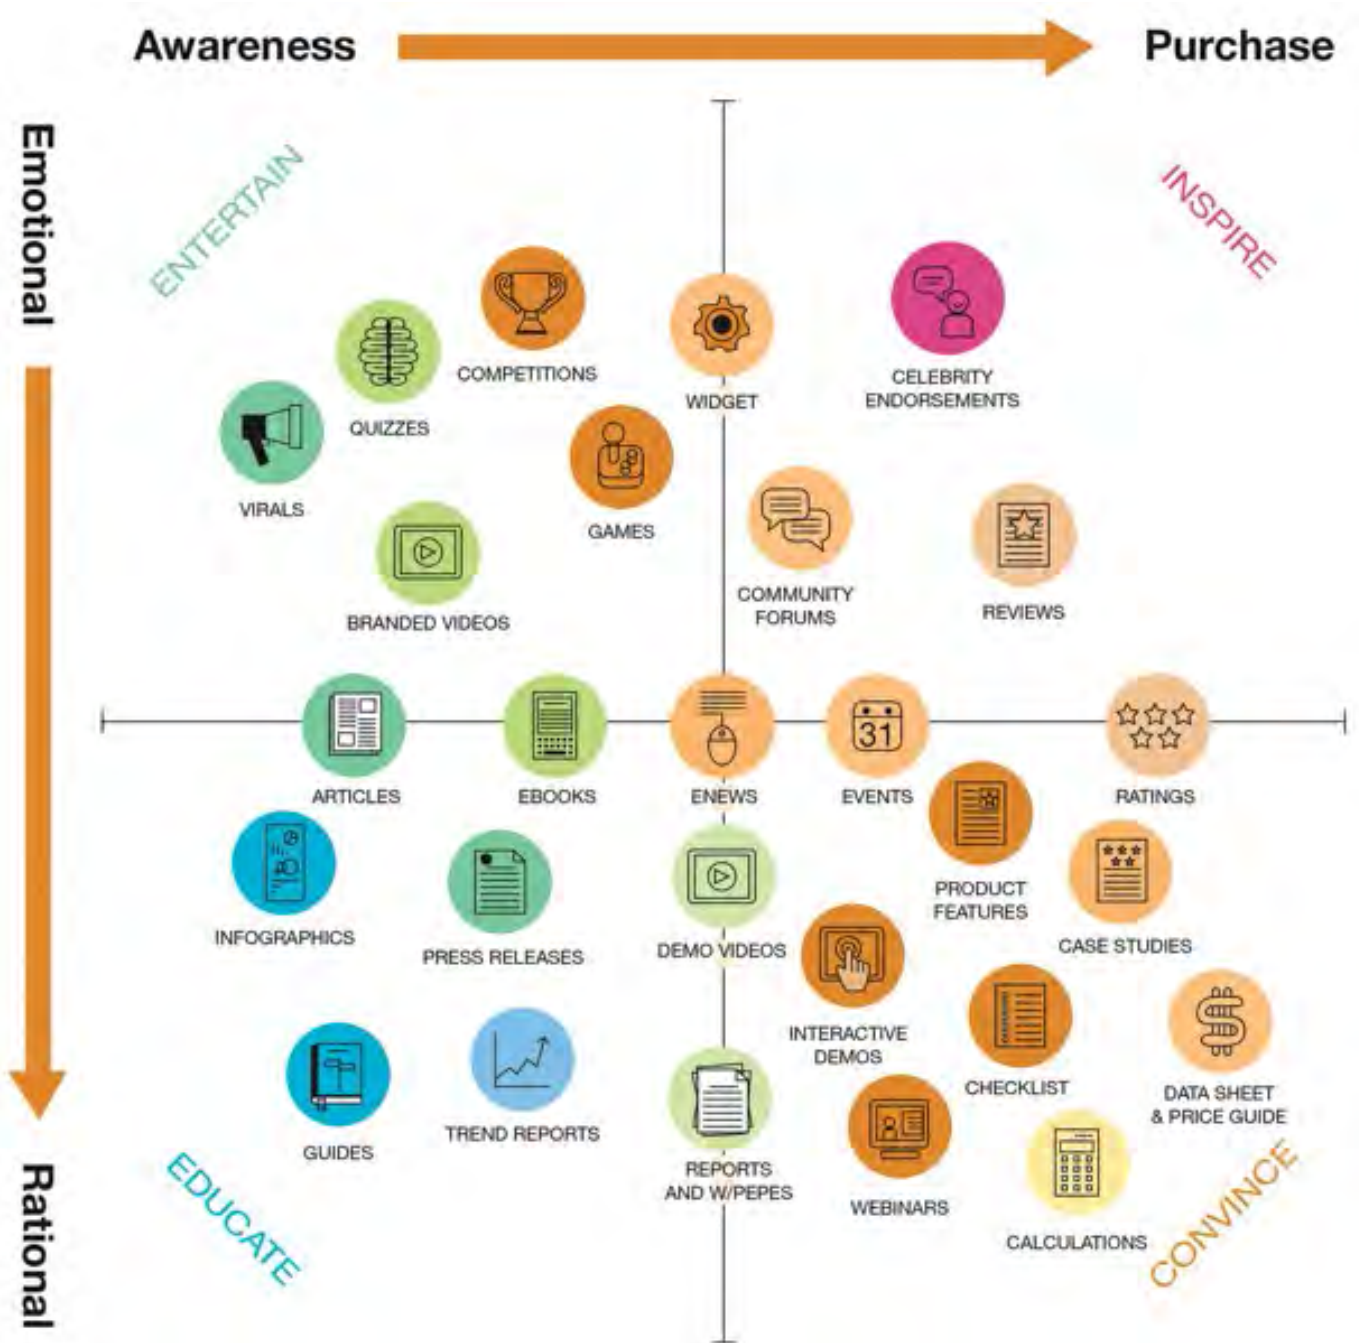 Awareness
Purchase
Emotional
ENTERTAIN
INSPIRE
COMPETITIONS
QUIZZES
WIDGET
CELEBRITY
ENDORSEMENTS
VIRALS
GAMES
BRANDED VIDEOS
COMMUNITY
FORUMS
REVIEWS
31
ARTICLES
EBOOKS
ENEWS
EVENTS
RATINGS
INFOGRAPHICS
PRESS RELEASES
DEMO VIDEOS
PRODUCT
FEATURES
CASE STUDIES
INTERACTIVE
DEMOS
CHECKLIST
DATA SHEET
& PRICE GUIDE
GUIDES
TREND REPORTS
REPORTS
AND W/PEPES
WEBINARS
CALCULATIONS
EDUCATE
CONVINCE
Rational